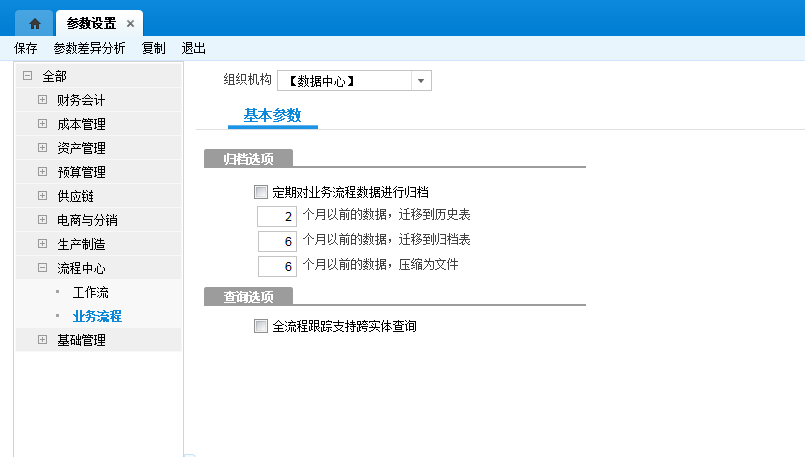 参数设置
保存 参数差异分析 复制 退出
全部
财务会计
成本管理
资产管理
预算管理
供应链
电商与分销
生产制造
流程中心
工作流
业务流程
基础管理
组织机构 【数据中心】
基本参数
归档选项
定期对业务流程数据进行归档
2 个月以前的数据，迁移到历史表
6 个月以前的数据，迁移到归档表
6 个月以前的数据，压缩为文件
查询选项
全流程跟踪支持跨实体查询